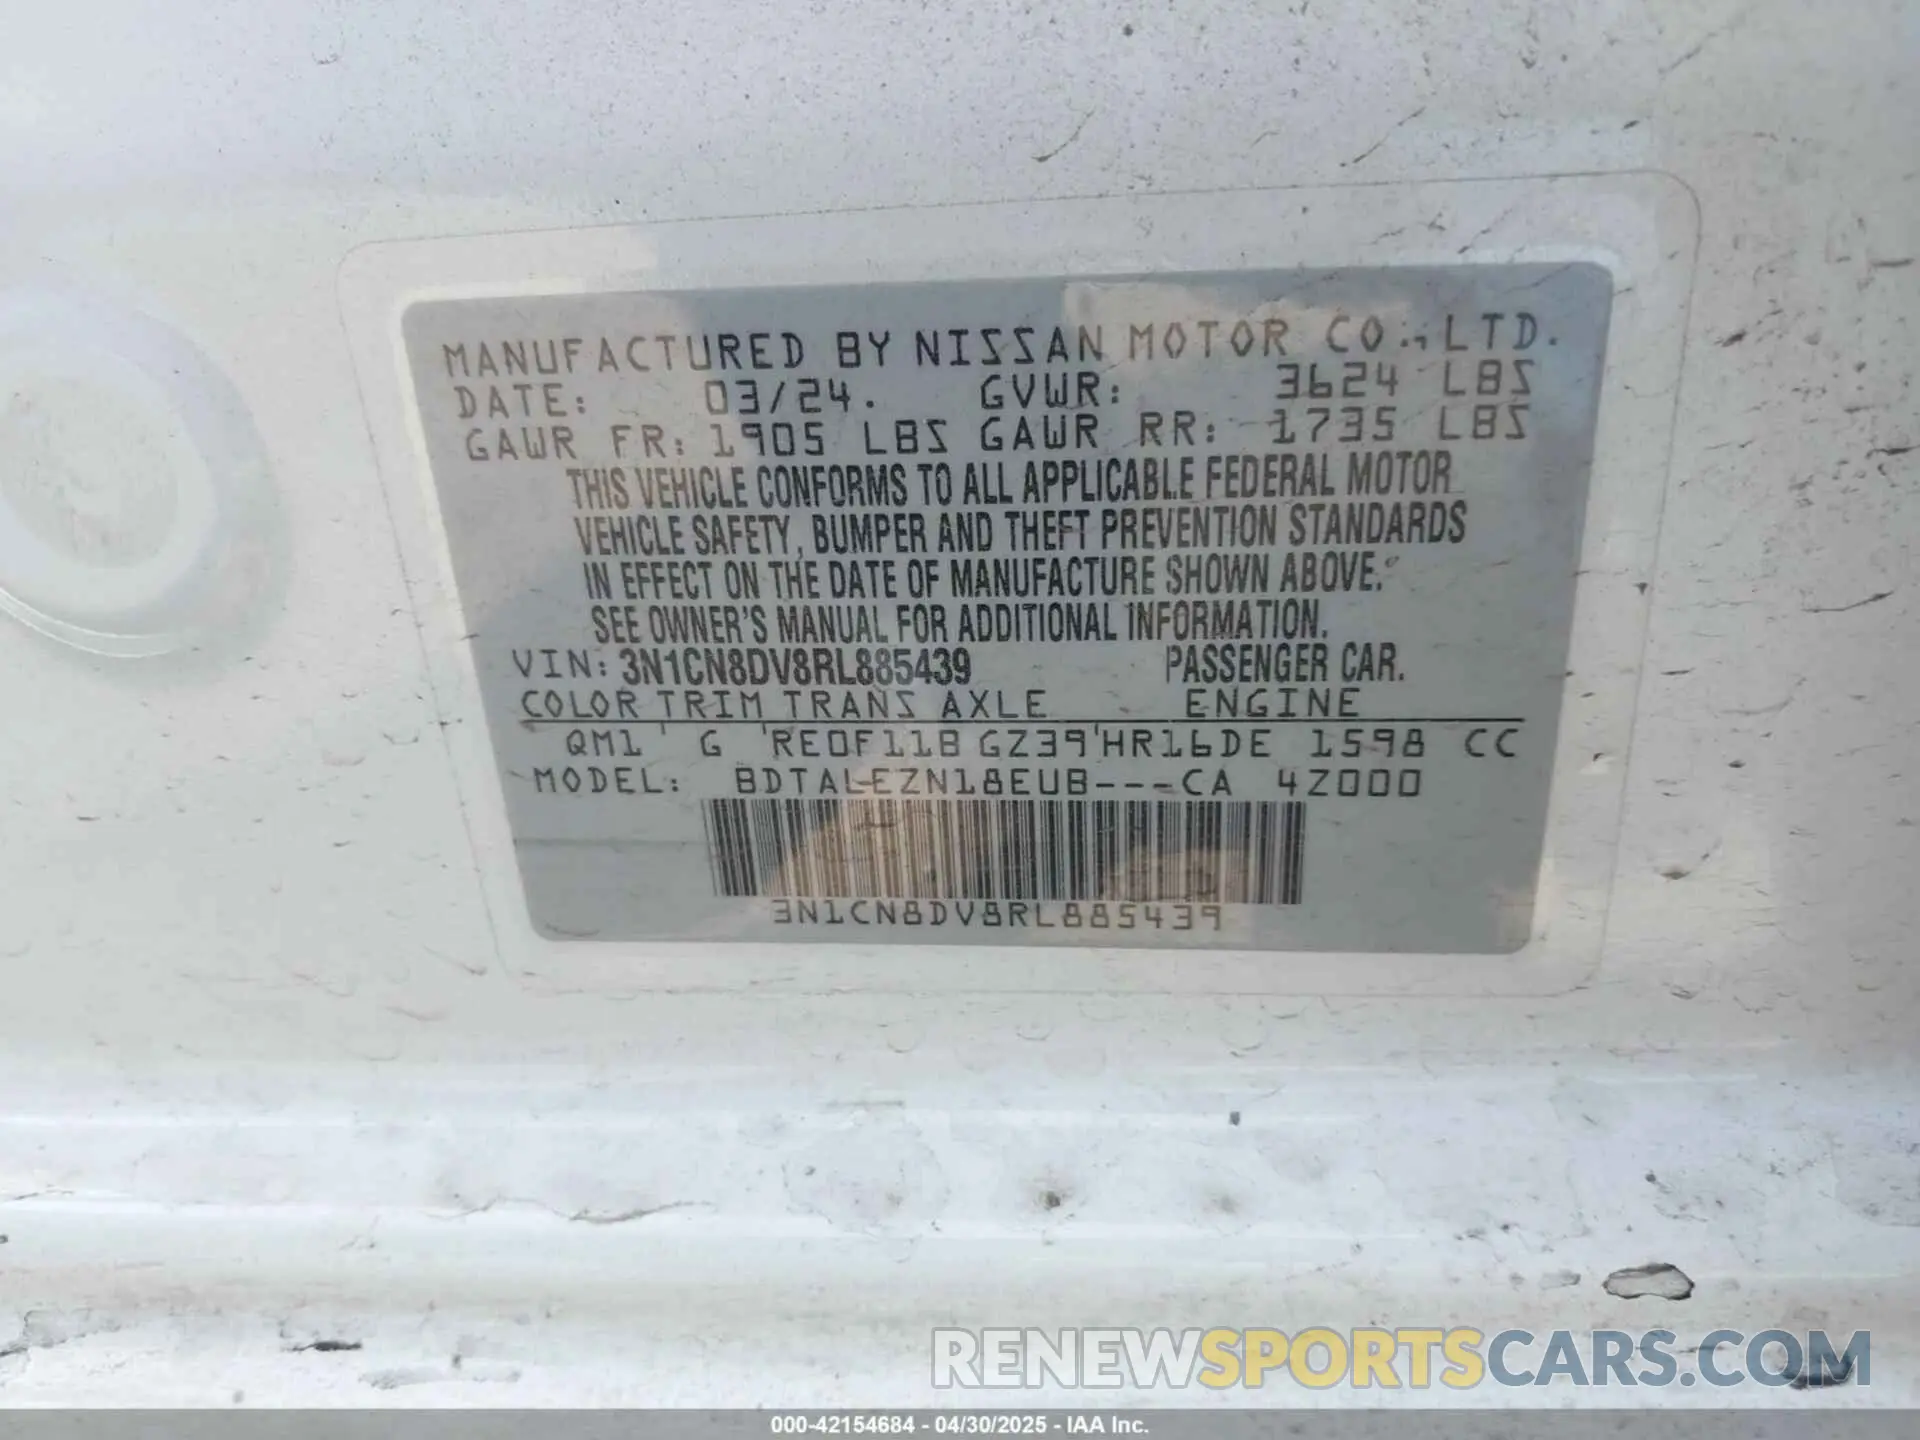 MANUFACTURED BY NISSAN MOTOR CO., LTD.
DATE: 03/24. GVWR: 3624 LBS
GAWR FR: 1905 LBS GAWR RR: 1735 LBS
THIS VEHICLE CONFORMS TO ALL APPLICABLE FEDERAL MOTOR
VEHICLE SAFETY, BUMPER AND THEFT PREVENTION STANDARDS
IN EFFECT ON THE DATE OF MANUFACTURE SHOWN ABOVE.
SEE OWNER'S MANUAL FOR ADDITIONAL INFORMATION.
VIN: 3N1CN8DV8RL885439 PASSENGER CAR.
COLOR TRIM TRANS AXLE ENGINE
QM1 G RE0F11B GZ39 HR16DE 1598 CC
MODEL: BDTALEZN18EUB---CA 4Z000
3N1CN8DV8RL885439
RENEWSPORTSCARS.COM
000-42154684 - 04/30/2025 - IAA Inc.